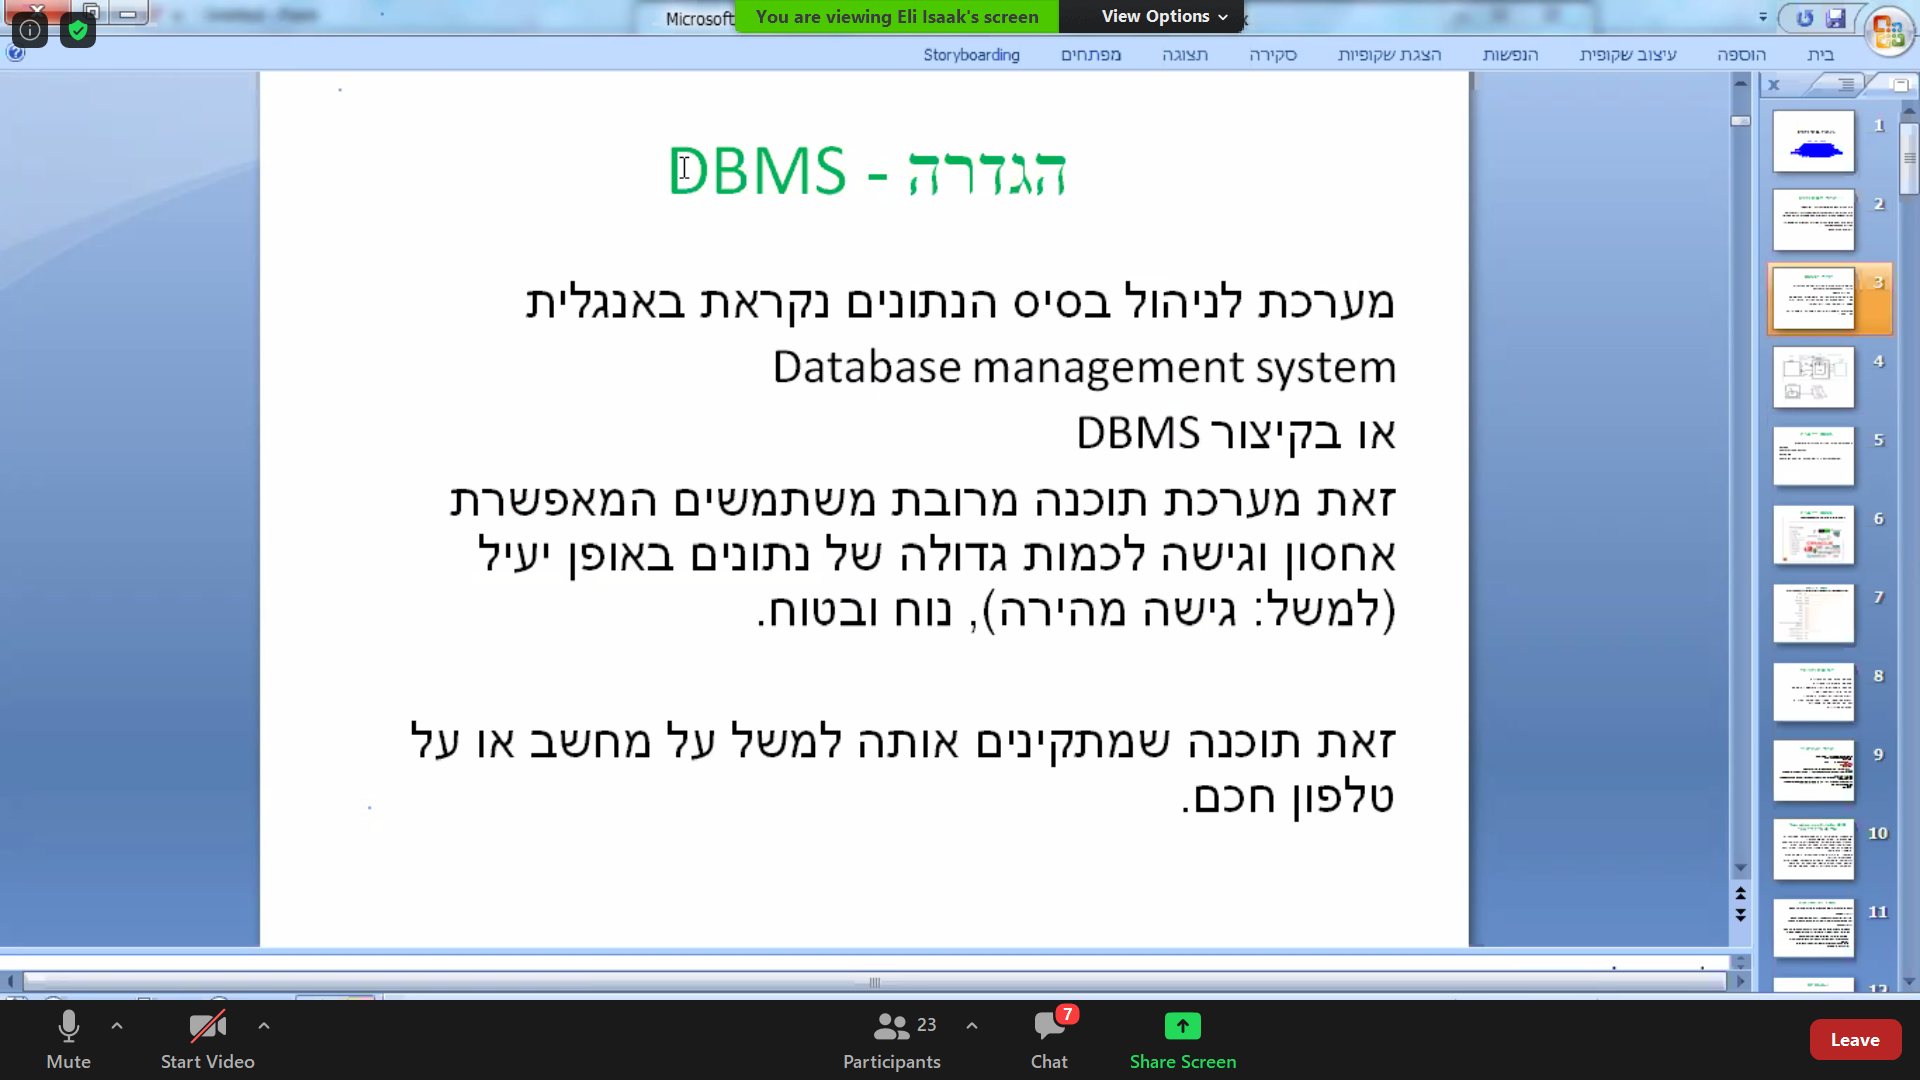 You are viewing Eli Isaak's screen
View Options
Microsoft
בית
הוספה
עיצוב שקופית
הנפשות
הצגת שקופיות
סקירה
תצוגה
מפתחים
Storyboarding
הגדרה - DBMS
מערכת לניהול בסיס הנתונים נקראת באנגלית
Database management system
או בקיצור DBMS
זאת מערכת תוכנה מרובת משתמשים המאפשרת
אחסון וגישה לכמות גדולה של נתונים באופן יעיל
(למשל: גישה מהירה), נוח ובטוח.
זאת תוכנה שמתקינים אותה למשל על מחשב או על
טלפון חכם.
1
2
3
4
5
6
7
8
9
10
11
Mute
Start Video
23
Participants
7
Chat
Share Screen
Leave